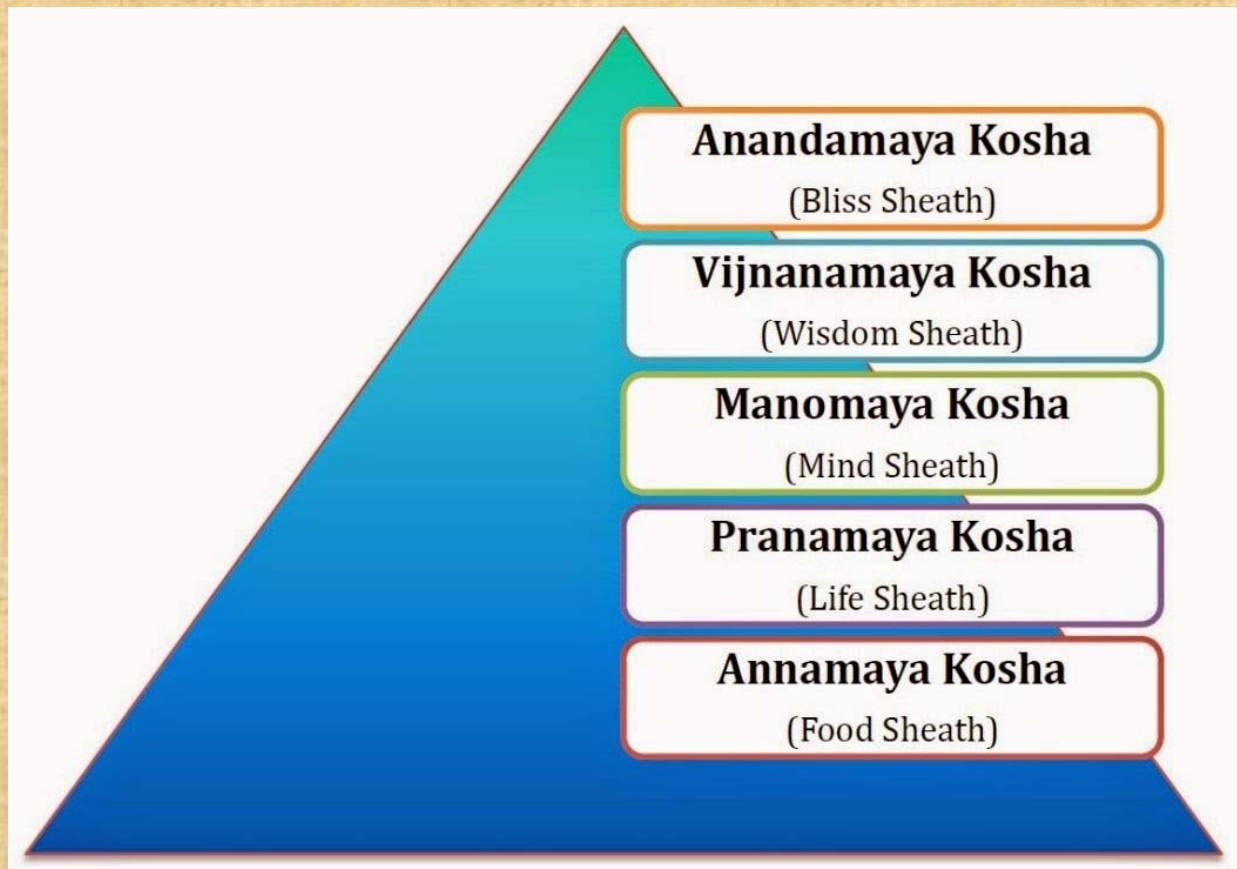 Anandamaya Kosha
(Bliss Sheath)
Vijnanamaya Kosha
(Wisdom Sheath)
Manomaya Kosha
(Mind Sheath)
Pranamaya Kosha
(Life Sheath)
Annamaya Kosha
(Food Sheath)